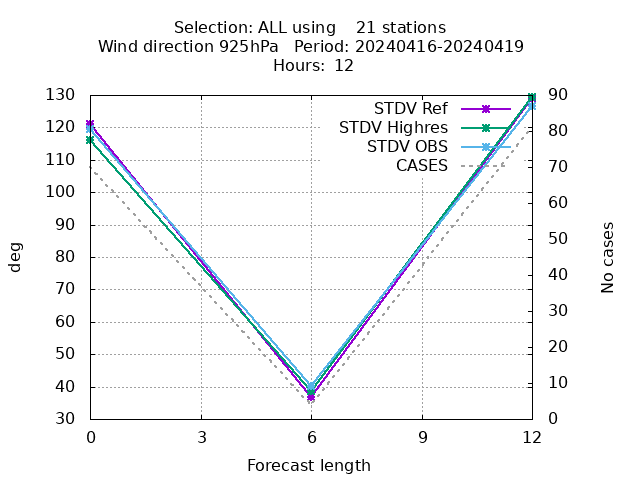 Selection: ALL using    21 stations
Wind direction 925hPa   Period: 20240416-20240419
Hours: 12
130
120
110
100
90
80
70
60
50
40
30
90
80
70
60
50
40
30
20
10
0
STDV Ref
STDV Highres
STDV OBS
CASES
deg
No cases
0 3 6 9 12
Forecast length